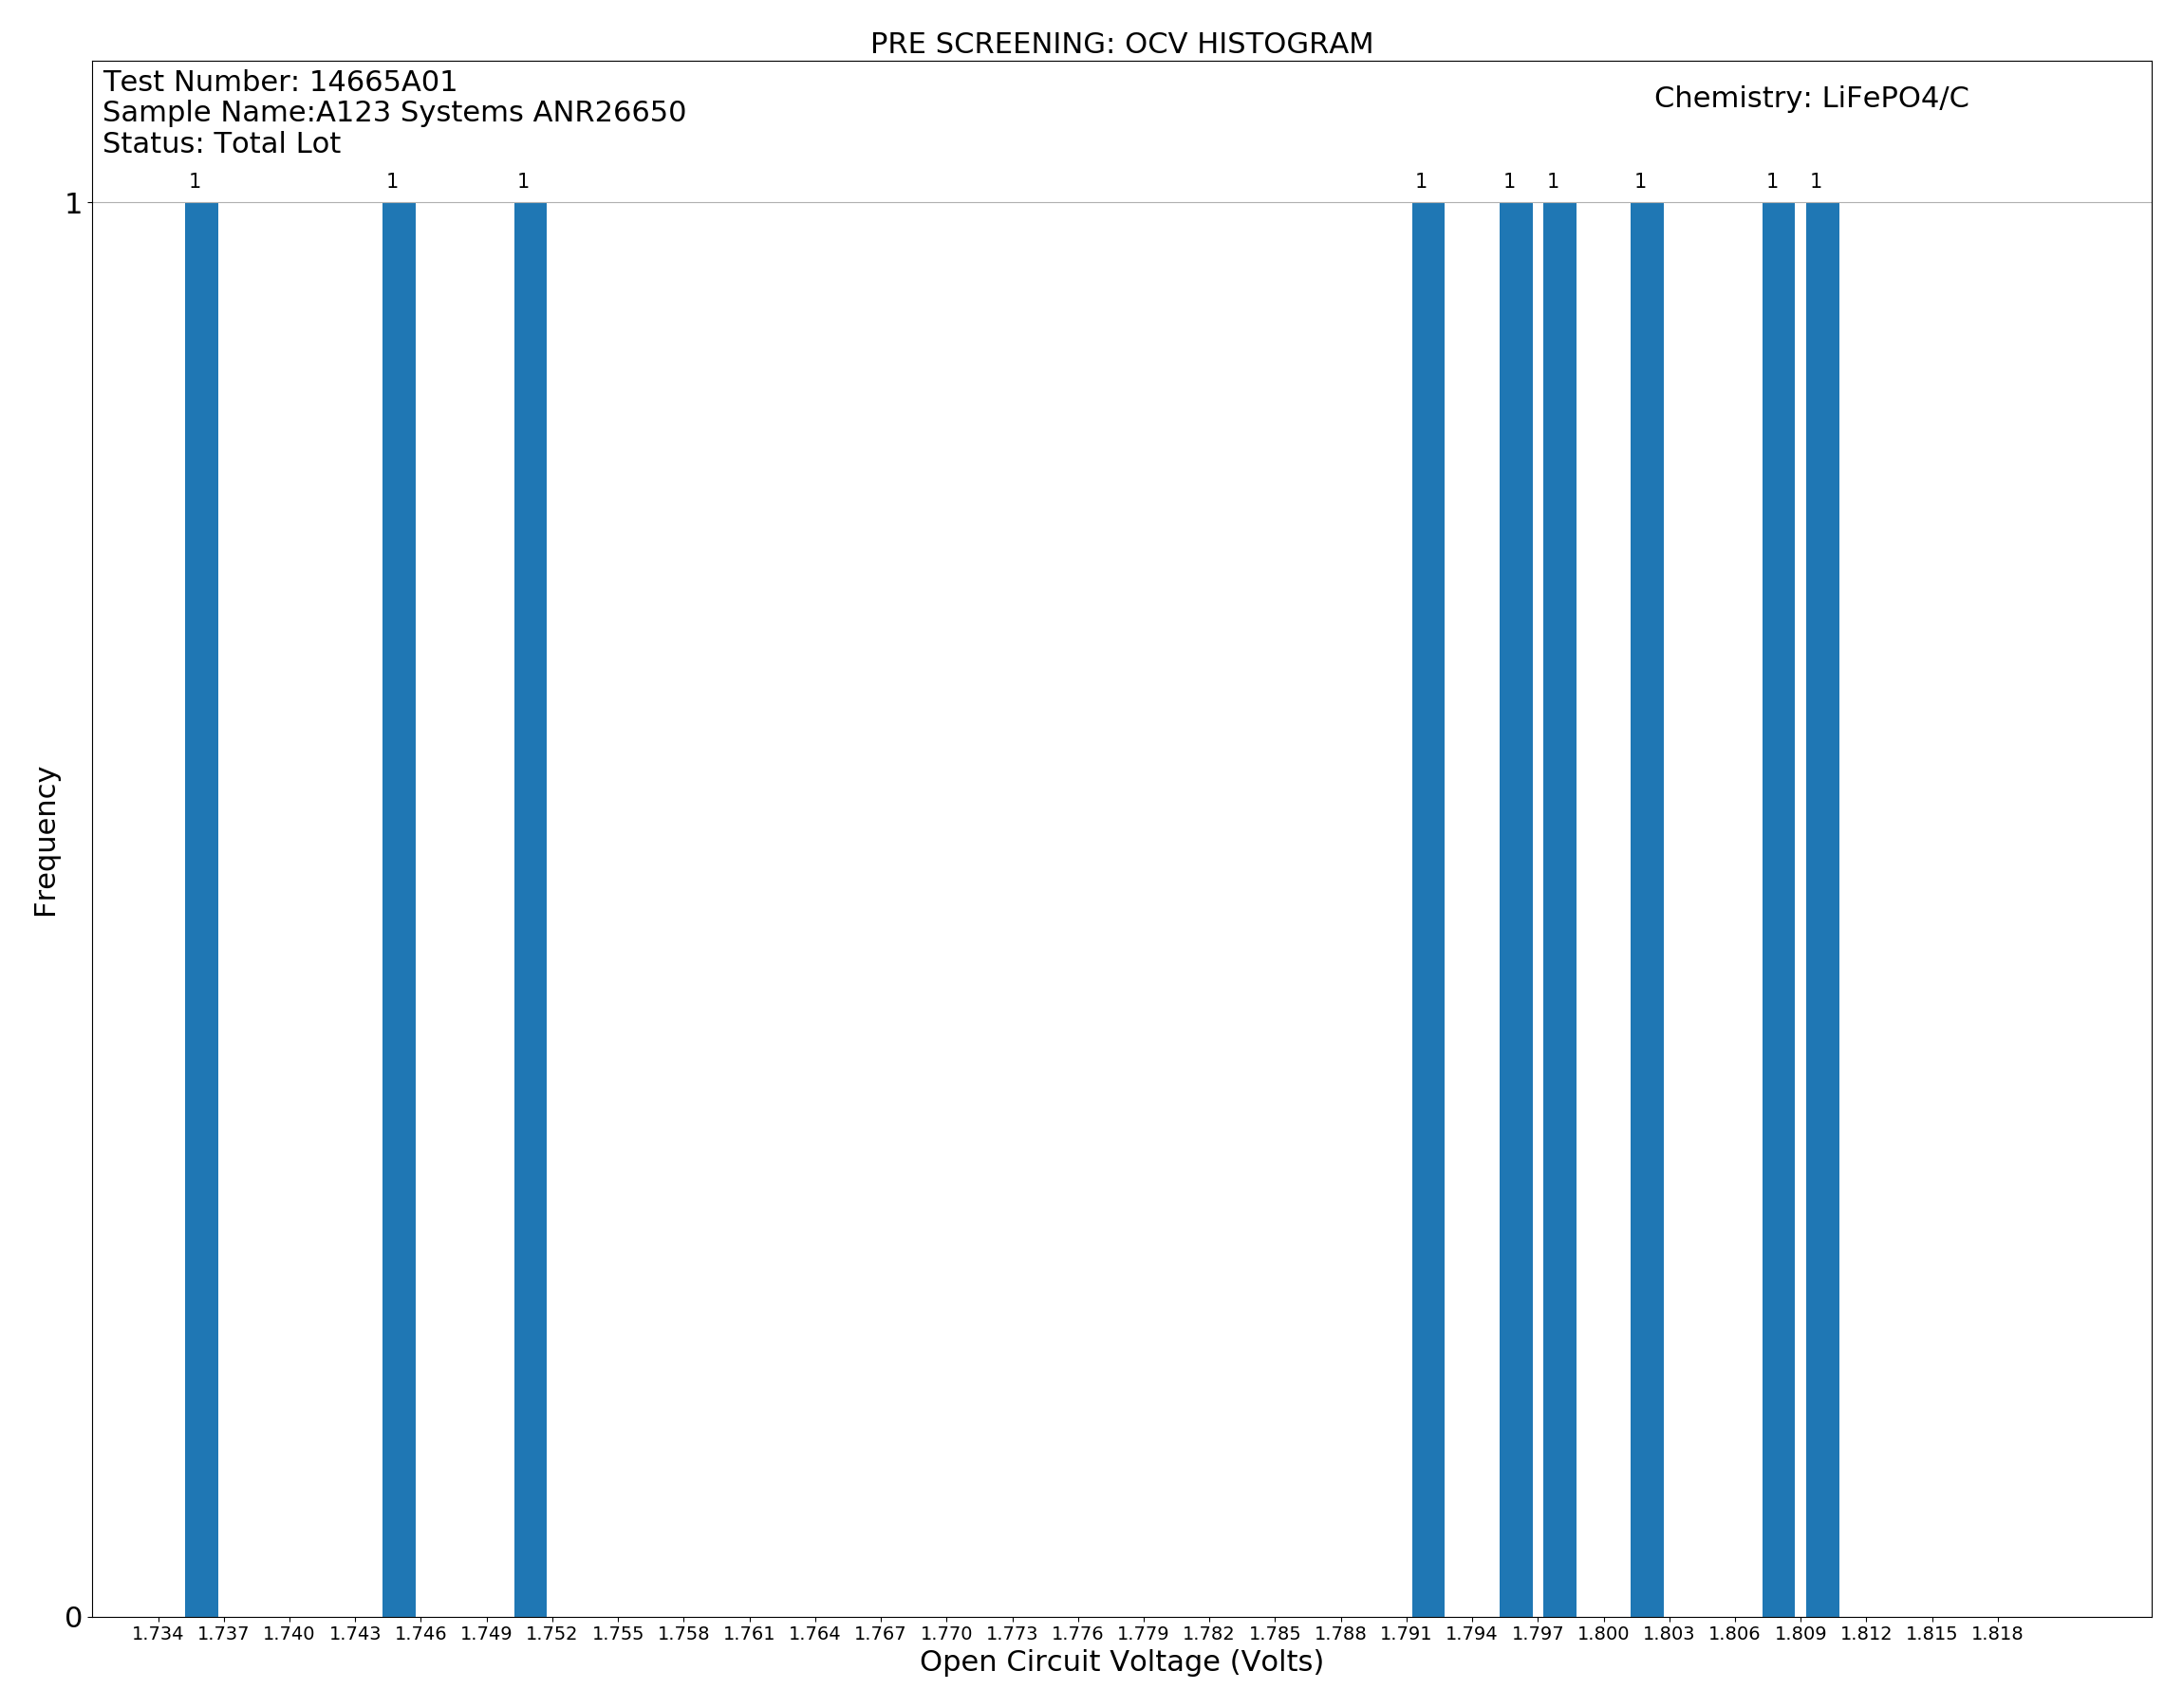 PRE SCREENING: OCV HISTOGRAM
Test Number: 14665A01
Sample Name:A123 Systems ANR26650
Status: Total Lot
Chemistry: LiFePO4/C
1 1 1 1 1 1 1 1 1
1
Frequency
0
1.734 1.737 1.740 1.743 1.746 1.749 1.752 1.755 1.758 1.761 1.764 1.767 1.770 1.773 1.776 1.779 1.782 1.785 1.788 1.791 1.794 1.797 1.800 1.803 1.806 1.809 1.812 1.815 1.818
Open Circuit Voltage (Volts)